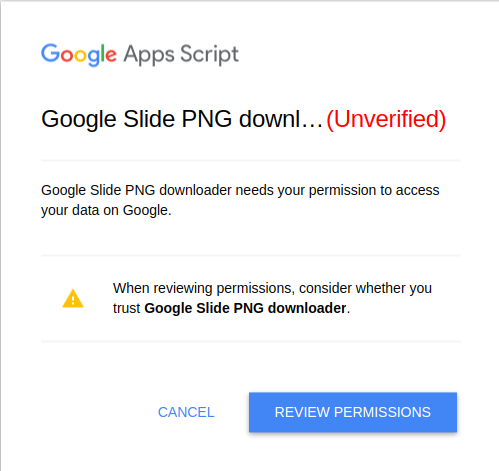 Google Apps Script
Google Slide PNG downl... (Unverified)
Google Slide PNG downloader needs your permission to access
your data on Google.
When reviewing permissions, consider whether you
trust Google Slide PNG downloader.
CANCEL REVIEW PERMISSIONS